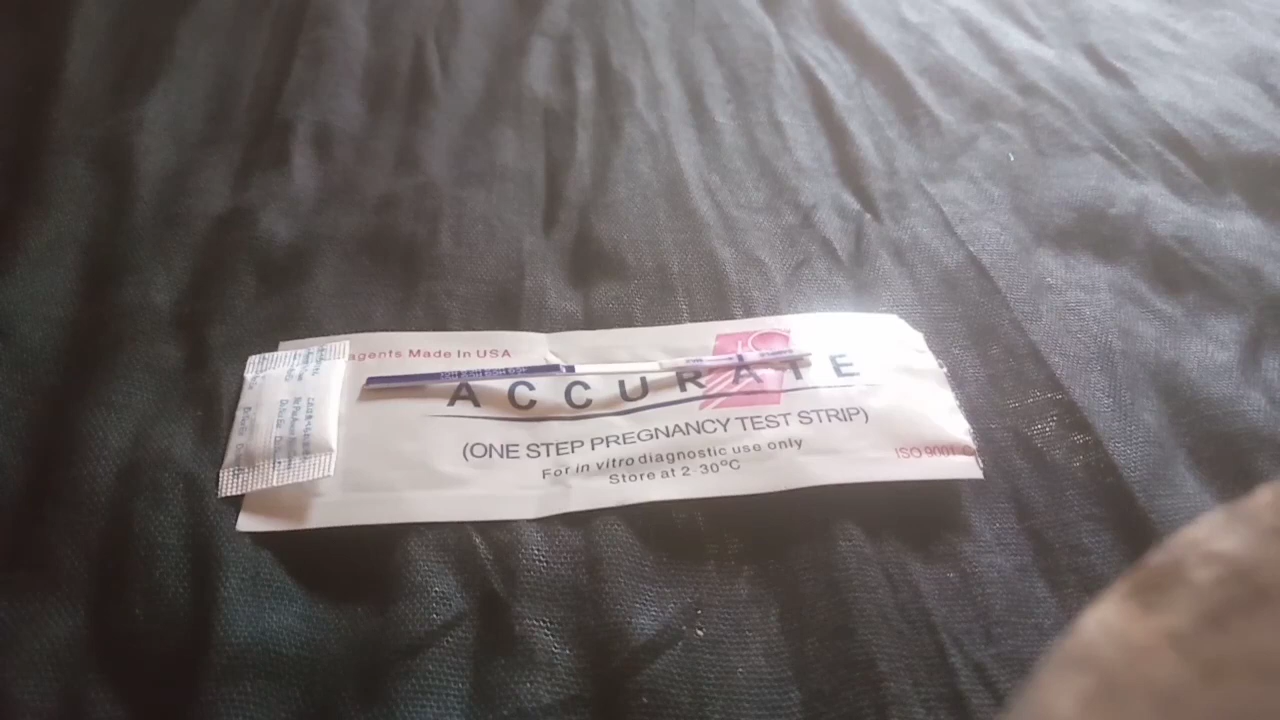 agents Made In USA
ACCURATE
(ONE STEP PREGNANCY TEST STRIP)
For in vitro diagnostic use only
Store at 2-30°C
ISO 9001